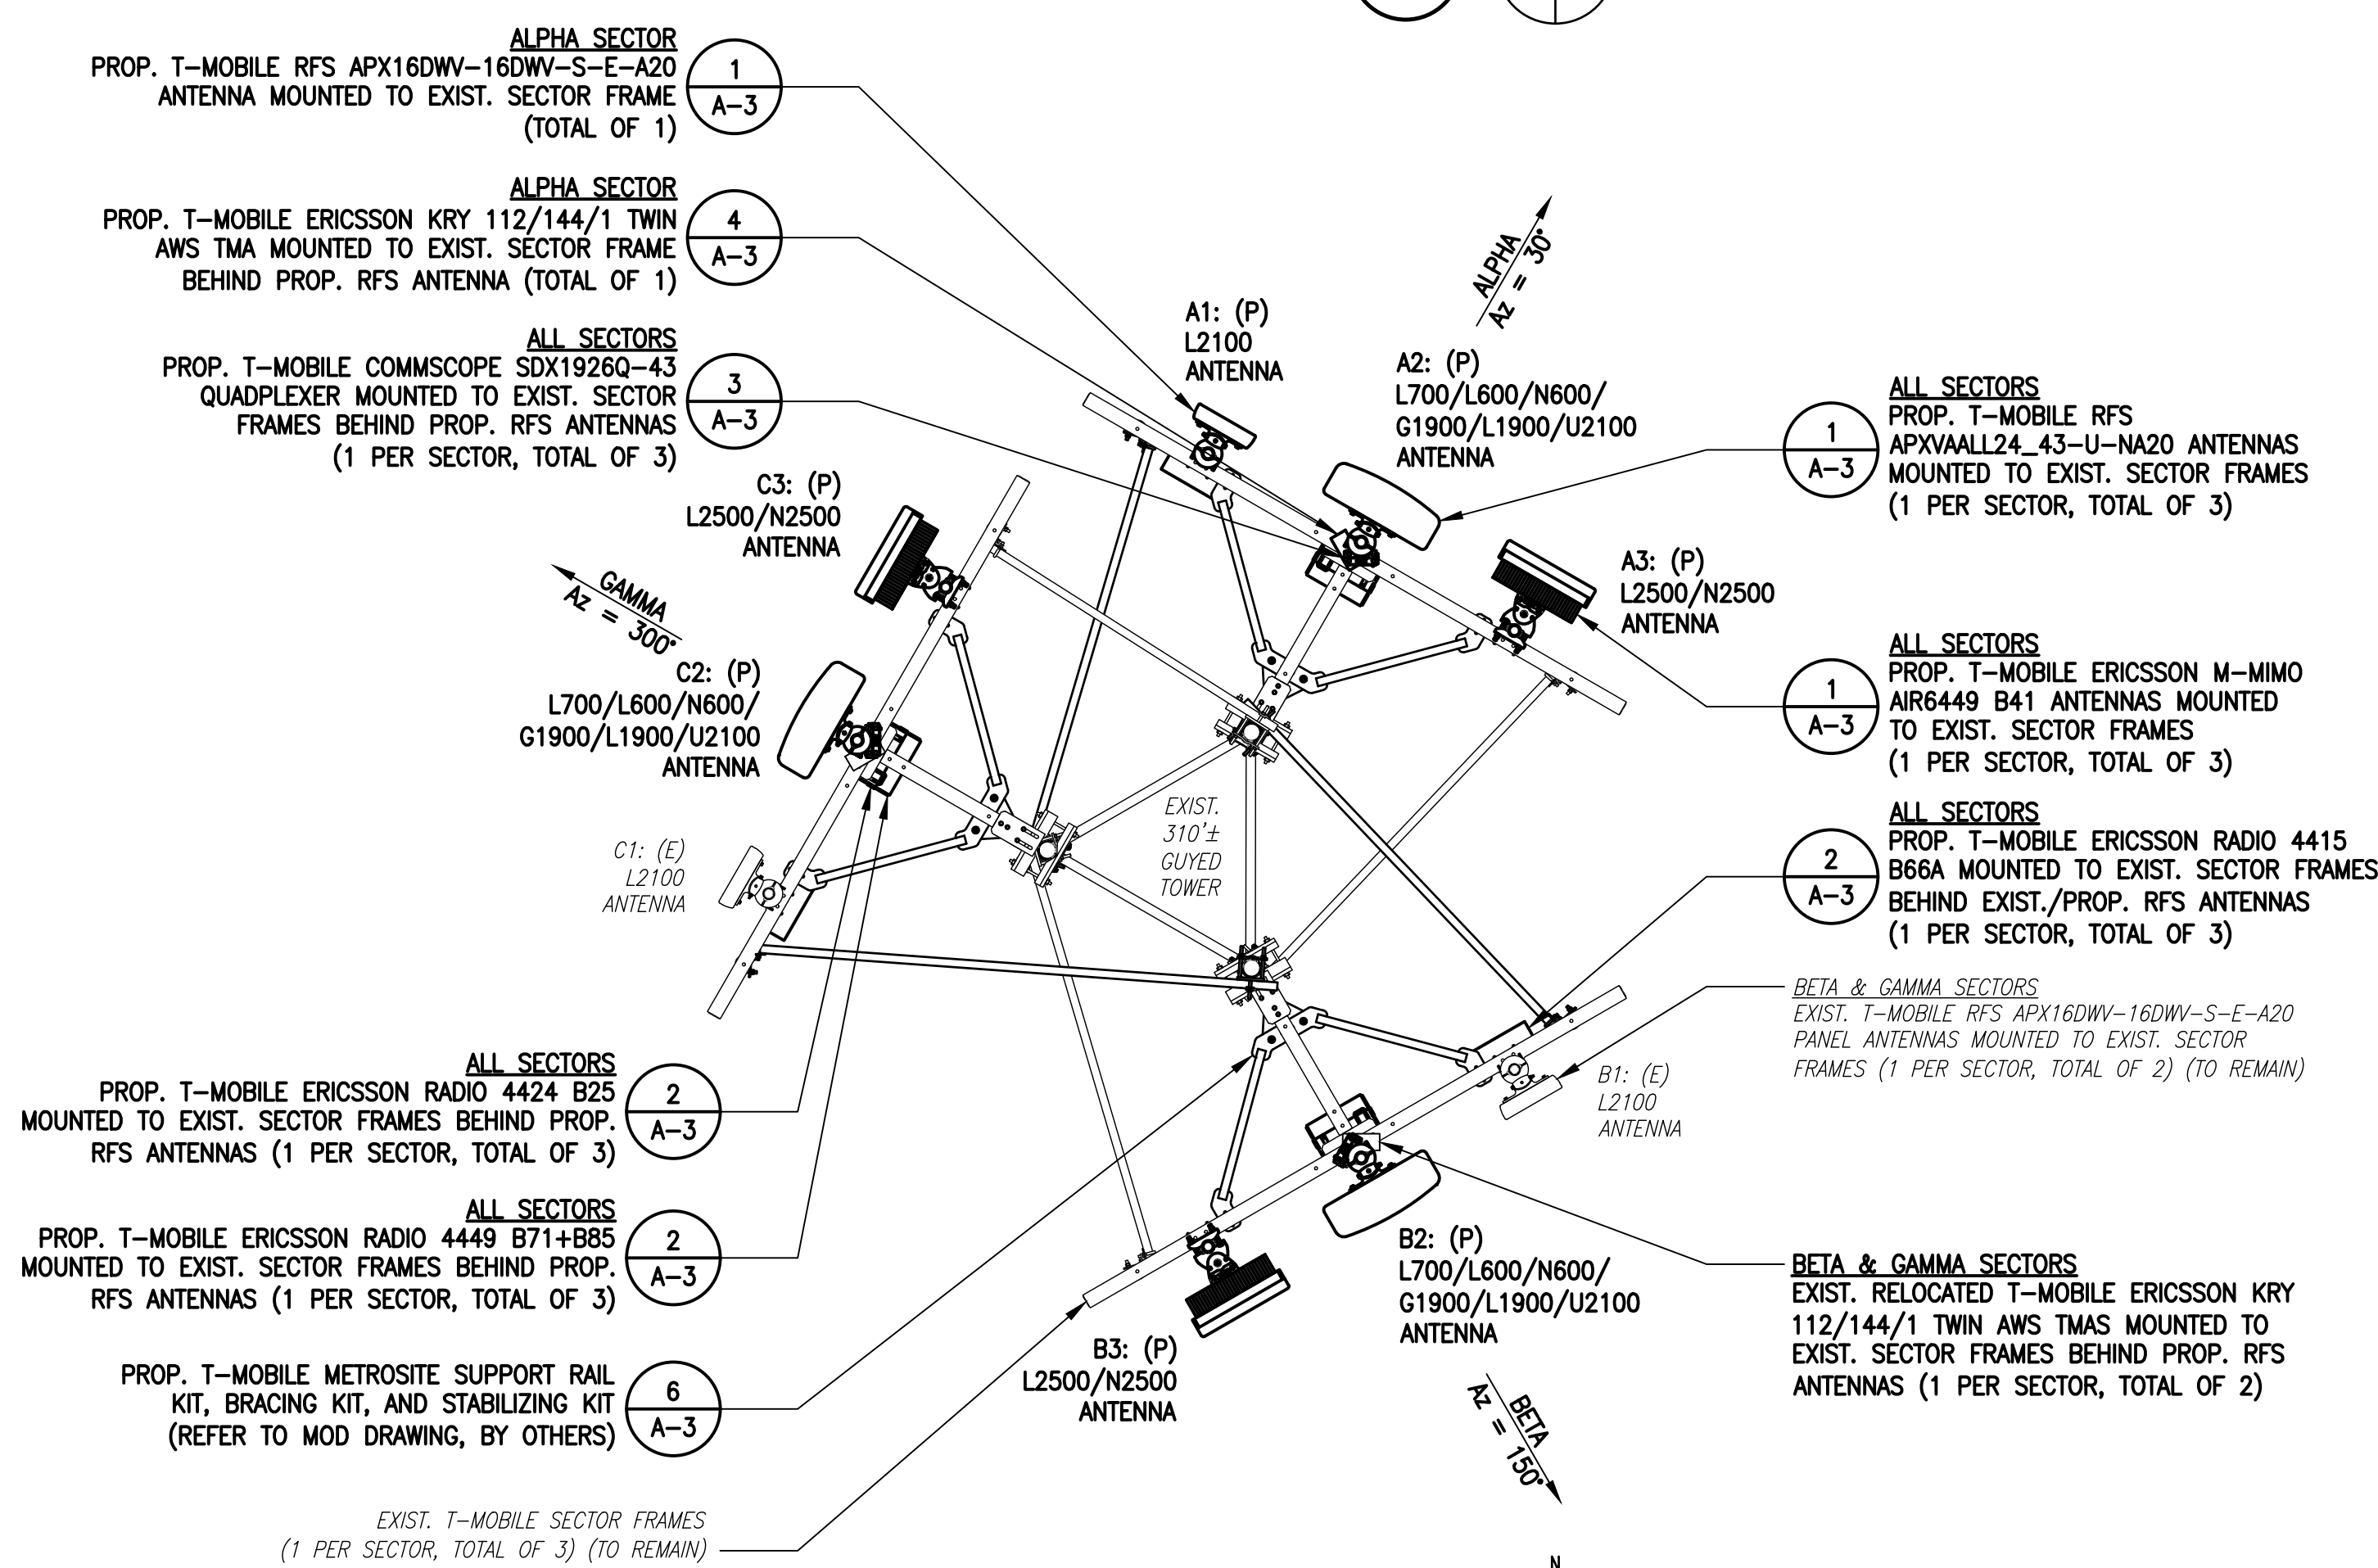 ALPHA SECTOR
PROP. T-MOBILE RFS APX16DWV-16DWV-S-E-A20
ANTENNA MOUNTED TO EXIST. SECTOR FRAME
(TOTAL OF 1)
1
A-3
ALPHA SECTOR
PROP. T-MOBILE ERICSSON KRY 112/144/1 TWIN
AWS TMA MOUNTED TO EXIST. SECTOR FRAME
BEHIND PROP. RFS ANTENNA (TOTAL OF 1)
4
A-3
ALL SECTORS
PROP. T-MOBILE COMMSCOPE SDX1926Q-43
QUADPLEXER MOUNTED TO EXIST. SECTOR
FRAMES BEHIND PROP. RFS ANTENNAS
(1 PER SECTOR, TOTAL OF 3)
3
A-3
ALPHA
Az = 30°
A1: (P)
L2100
ANTENNA
A2: (P)
L700/L600/N600/
G1900/L1900/U2100
ANTENNA
A3: (P)
L2500/N2500
ANTENNA
C3: (P)
L2500/N2500
ANTENNA
GAMMA
Az = 300°
C2: (P)
L700/L600/N600/
G1900/L1900/U2100
ANTENNA
C1: (E)
L2100
ANTENNA
EXIST.
310'±
GUYED
TOWER
1
A-3
ALL SECTORS
PROP. T-MOBILE RFS
APXVAALL24_43-U-NA20 ANTENNAS
MOUNTED TO EXIST. SECTOR FRAMES
(1 PER SECTOR, TOTAL OF 3)
1
A-3
ALL SECTORS
PROP. T-MOBILE ERICSSON M-MIMO
AIR6449 B41 ANTENNAS MOUNTED
TO EXIST. SECTOR FRAMES
(1 PER SECTOR, TOTAL OF 3)
2
A-3
ALL SECTORS
PROP. T-MOBILE ERICSSON RADIO 4415
B66A MOUNTED TO EXIST. SECTOR FRAMES
BEHIND EXIST./PROP. RFS ANTENNAS
(1 PER SECTOR, TOTAL OF 3)
BETA & GAMMA SECTORS
EXIST. T-MOBILE RFS APX16DWV-16DWV-S-E-A20
PANEL ANTENNAS MOUNTED TO EXIST. SECTOR
FRAMES (1 PER SECTOR, TOTAL OF 2) (TO REMAIN)
B1: (E)
L2100
ANTENNA
ALL SECTORS
PROP. T-MOBILE ERICSSON RADIO 4424 B25
MOUNTED TO EXIST. SECTOR FRAMES BEHIND PROP.
RFS ANTENNAS (1 PER SECTOR, TOTAL OF 3)
2
A-3
ALL SECTORS
PROP. T-MOBILE ERICSSON RADIO 4449 B71+B85
MOUNTED TO EXIST. SECTOR FRAMES BEHIND PROP.
RFS ANTENNAS (1 PER SECTOR, TOTAL OF 3)
2
A-3
PROP. T-MOBILE METROSITE SUPPORT RAIL
KIT, BRACING KIT, AND STABILIZING KIT
(REFER TO MOD DRAWING, BY OTHERS)
6
A-3
EXIST. T-MOBILE SECTOR FRAMES
(1 PER SECTOR, TOTAL OF 3) (TO REMAIN)
B3: (P)
L2500/N2500
ANTENNA
B2: (P)
L700/L600/N600/
G1900/L1900/U2100
ANTENNA
BETA
Az = 150°
BETA & GAMMA SECTORS
EXIST. RELOCATED T-MOBILE ERICSSON KRY
112/144/1 TWIN AWS TMAS MOUNTED TO
EXIST. SECTOR FRAMES BEHIND PROP. RFS
ANTENNAS (1 PER SECTOR, TOTAL OF 2)
N